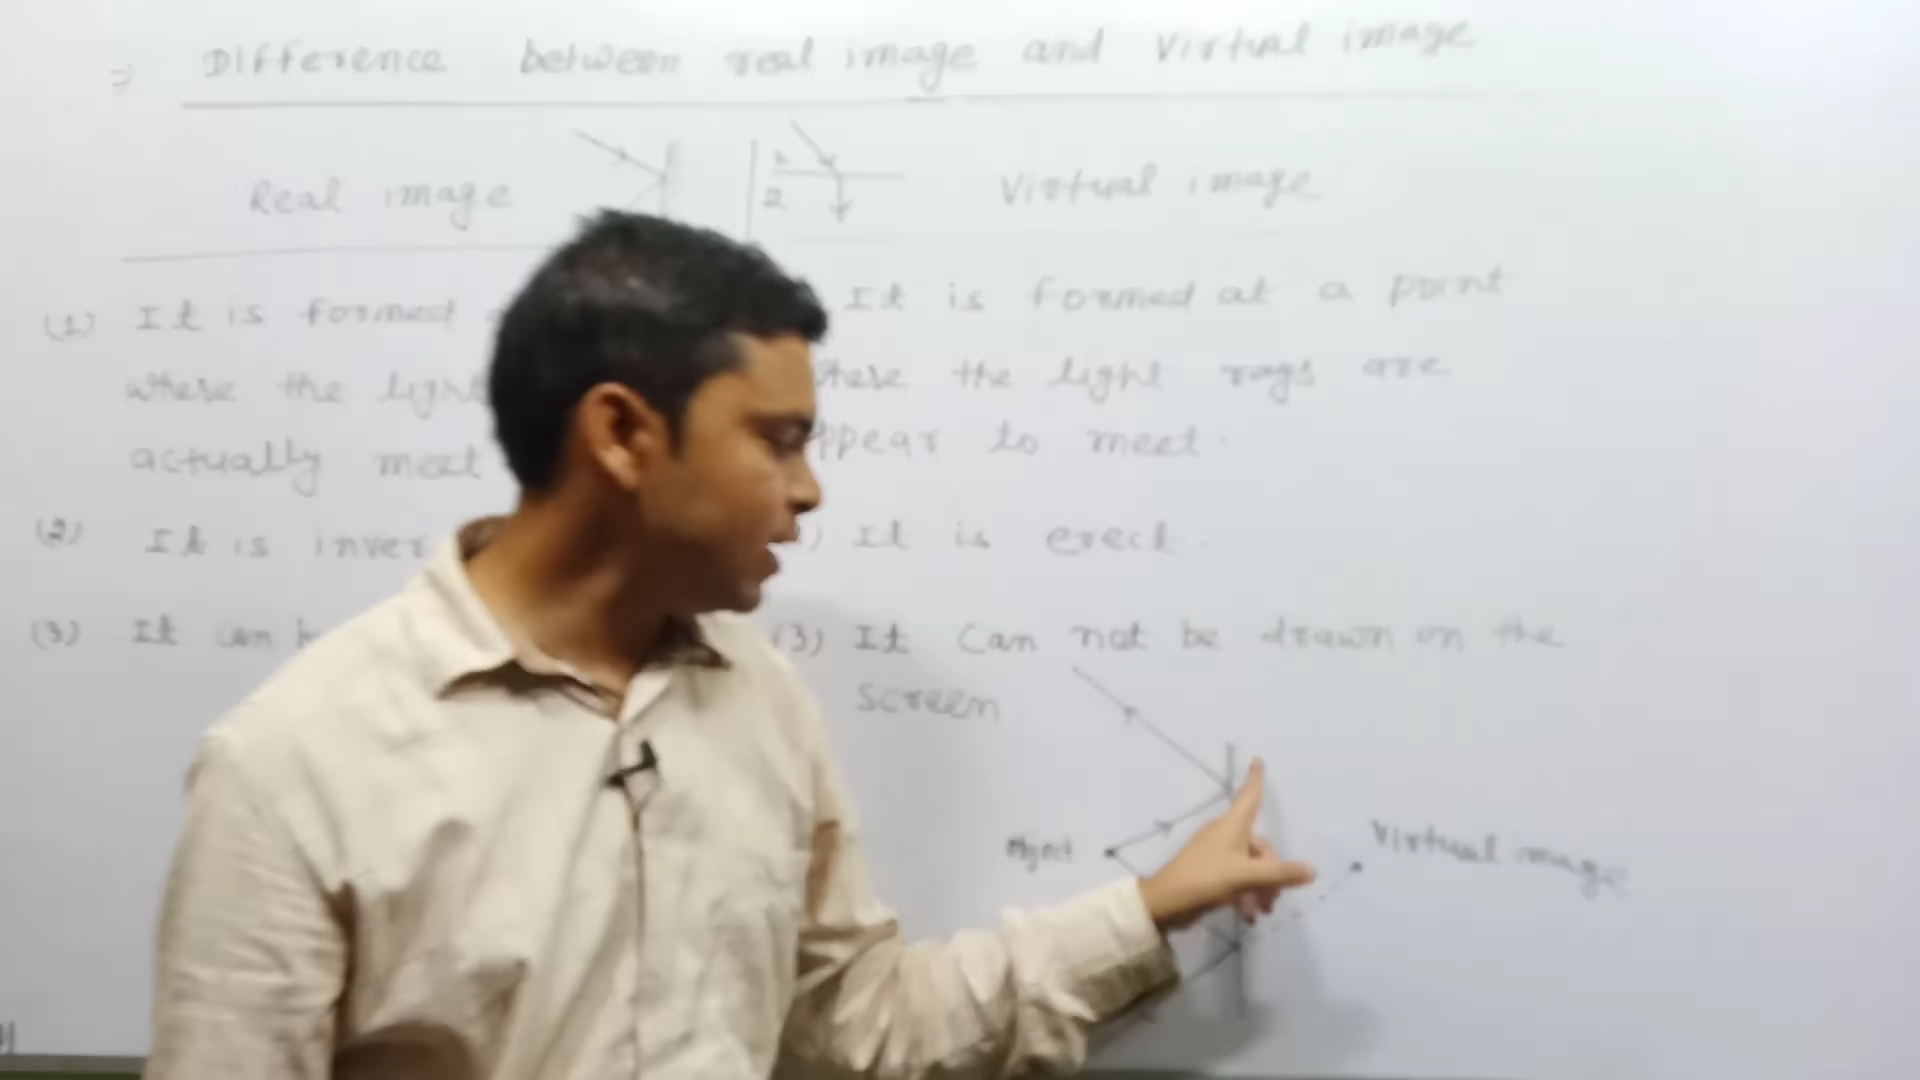 ⇒ Difference between real image and virtual image
Real image
1
2
Virtual image
(1) It is formed
where the light
actually meet
It is formed at a point
the light rays are
appear to meet.
(2) It is
It is erect.
(3) It can
(3) It can not be drawn on the
screen
Object
Virtual image